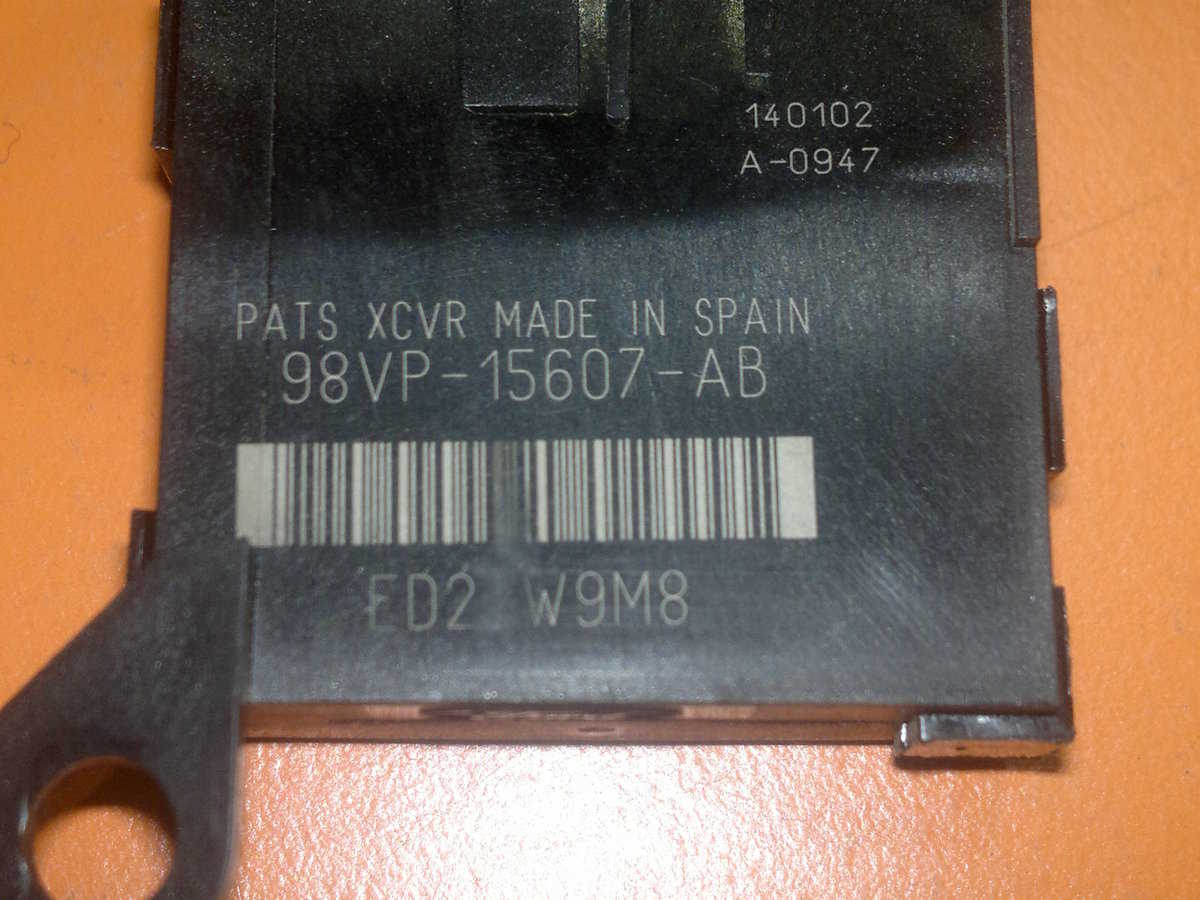 140102
A-0947
PATS XCVR MADE IN SPAIN
98VP-15607-AB
ED2 W9M8